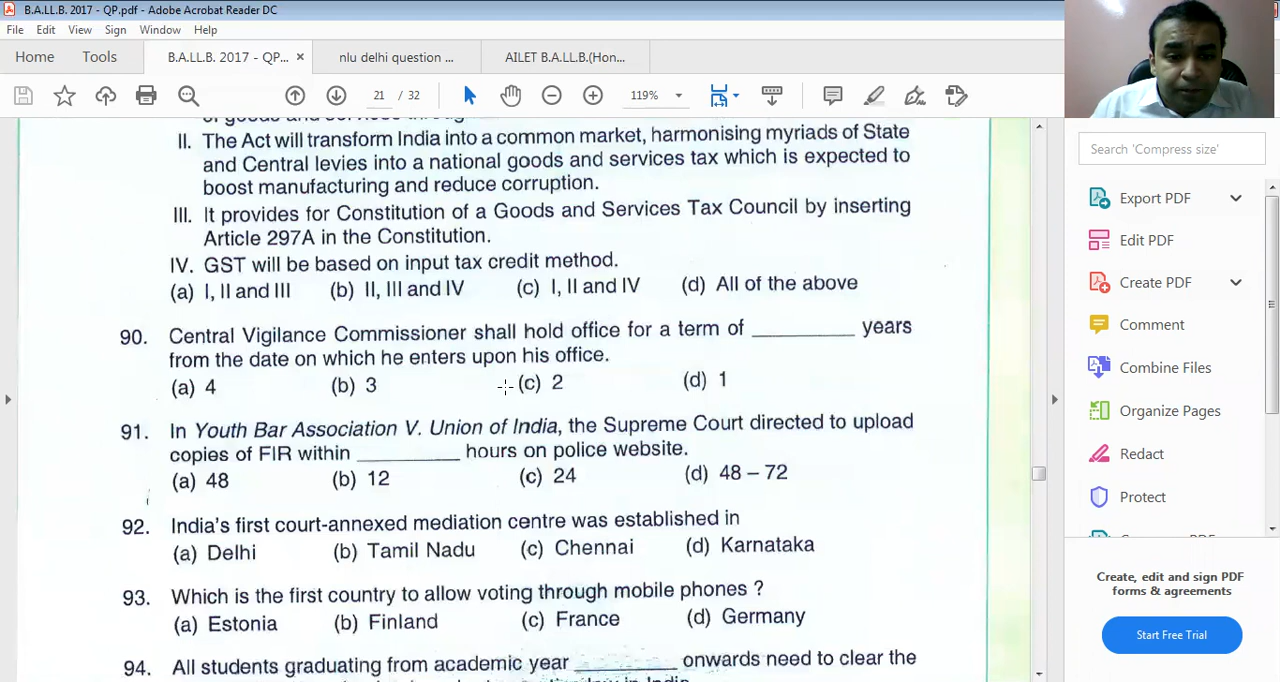 B.A.LL.B. 2017 - QP.pdf - Adobe Acrobat Reader DC
File Edit View Sign Window Help
Home Tools B.A.LL.B. 2017 - QP... × nlu delhi question ... AILET B.A.LL.B.(Hon...
21 / 32 119%
Search 'Compress size'
Export PDF
Edit PDF
Create PDF
Comment
Combine Files
Organize Pages
Redact
Protect
Create, edit and sign PDF
forms & agreements
Start Free Trial
of goods and services through
II. The Act will transform India into a common market, harmonising myriads of State
and Central levies into a national goods and services tax which is expected to
boost manufacturing and reduce corruption.
III. It provides for Constitution of a Goods and Services Tax Council by inserting
Article 297A in the Constitution.
IV. GST will be based on input tax credit method.
(a) I, II and III (b) II, III and IV (c) I, II and IV (d) All of the above
90. Central Vigilance Commissioner shall hold office for a term of __________ years
from the date on which he enters upon his office.
(a) 4 (b) 3 (c) 2 (d) 1
91. In Youth Bar Association V. Union of India, the Supreme Court directed to upload
copies of FIR within __________ hours on police website.
(a) 48 (b) 12 (c) 24 (d) 48 – 72
92. India's first court-annexed mediation centre was established in
(a) Delhi (b) Tamil Nadu (c) Chennai (d) Karnataka
93. Which is the first country to allow voting through mobile phones ?
(a) Estonia (b) Finland (c) France (d) Germany
94. All students graduating from academic year __________ onwards need to clear the